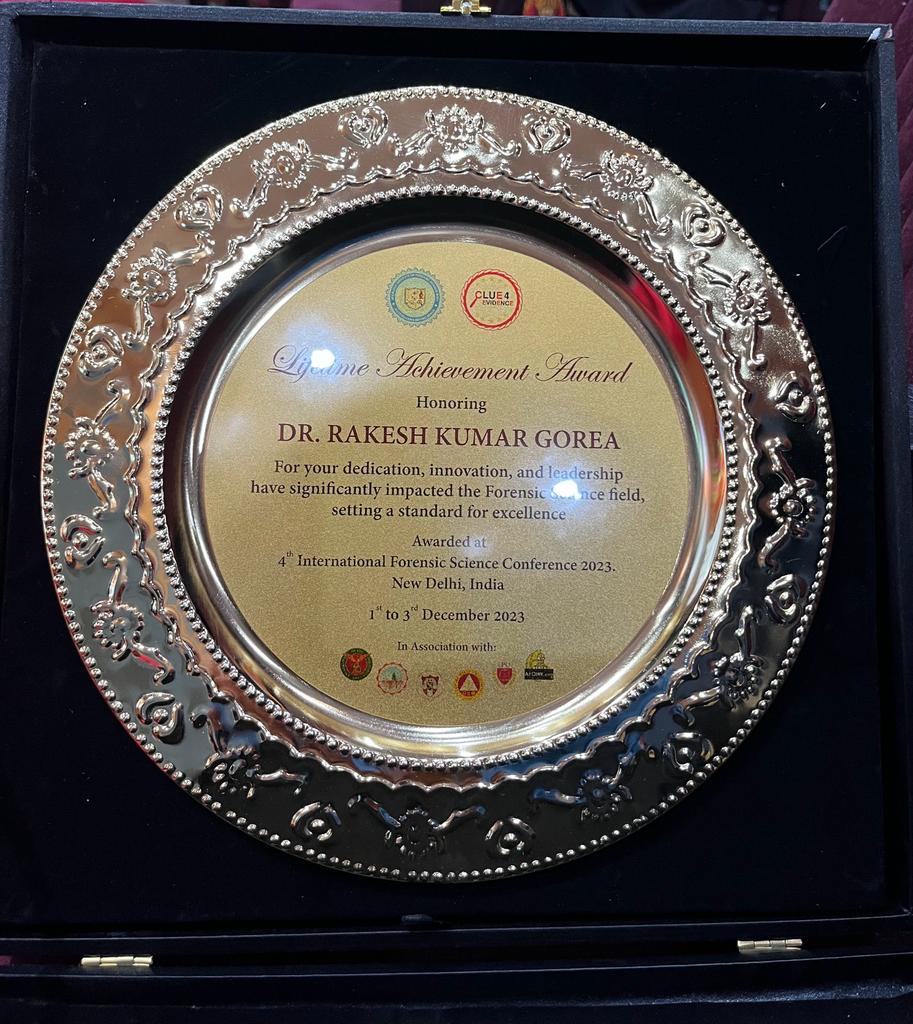 CLUE4
EVIDENCE
Lifetime Achievement Award
Honoring
DR. RAKESH KUMAR GOREA
For your dedication, innovation, and leadership
have significantly impacted the Forensic Science field,
setting a standard for excellence
Awarded at
4th International Forensic Science Conference 2023.
New Delhi, India
1st to 3rd December 2023
In Association with: